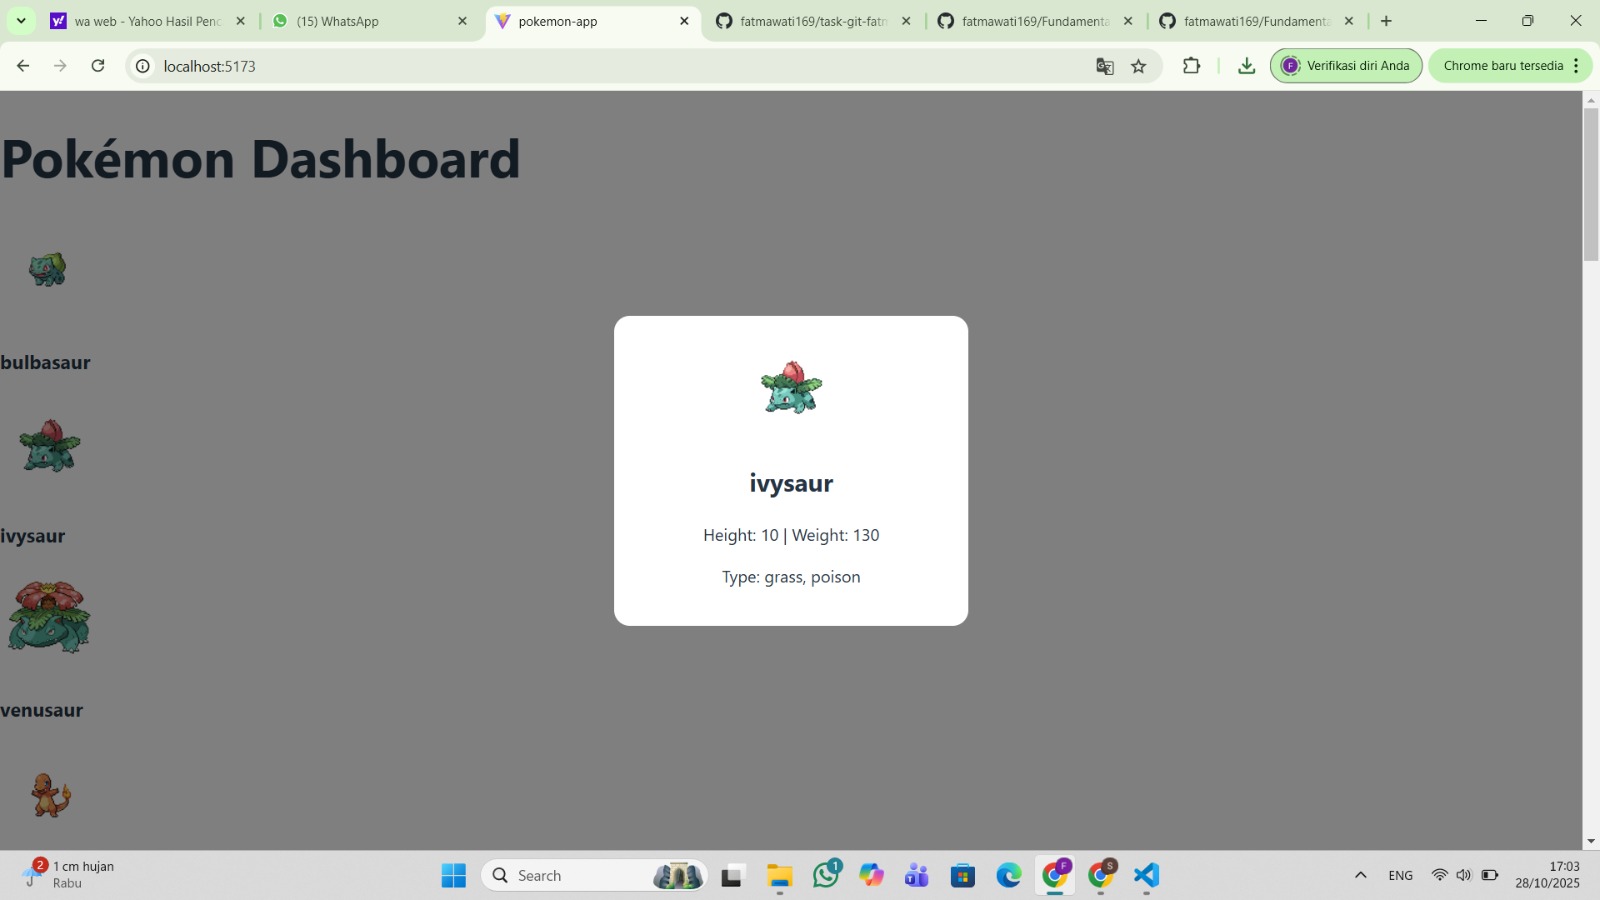 wa web - Yahoo Hasil Penc
(15) WhatsApp
pokemon-app
fatmawati169/task-git-fatm
fatmawati169/Fundamenta
fatmawati169/Fundamenta
localhost:5173
F
Verifikasi diri Anda
Chrome baru tersedia
Pokémon Dashboard
bulbasaur
ivysaur
venusaur
ivysaur
Height: 10 | Weight: 130
Type: grass, poison
2
1 cm hujan
Rabu
Search
1
F
S
ENG
17:03
28/10/2025